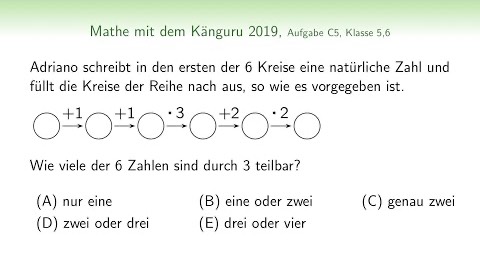 Mathe mit dem Känguru 2019, Aufgabe C5, Klasse 5,6
Adriano schreibt in den ersten der 6 Kreise eine natürliche Zahl und
füllt die Kreise der Reihe nach aus, so wie es vorgegeben ist.
+1 +1 ·3 +2 ·2
Wie viele der 6 Zahlen sind durch 3 teilbar?
(A) nur eine (B) eine oder zwei (C) genau zwei
(D) zwei oder drei (E) drei oder vier